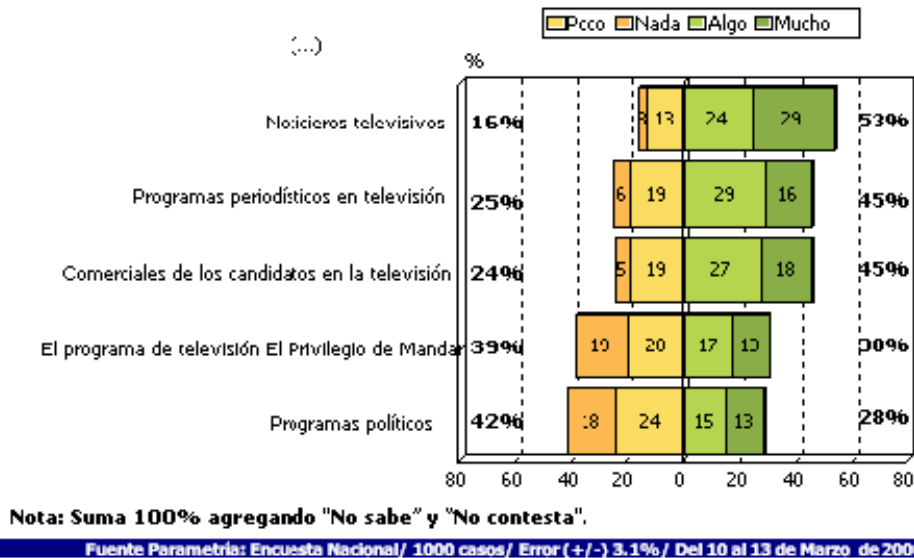 Pcco Nada Algo Mucho
(...)
%
Noticieros televisivos 16% 3 13 24 29 53%
Programas periodísticos en televisión 25% 6 19 29 16 45%
Comerciales de los candidatos en la televisión 24% 5 19 27 18 45%
El programa de televisión El Privilegio de Mandar 39% 19 20 17 13 30%
Programas políticos 42% 18 24 15 13 28%
80 60 40 20 0 20 40 60 80
Nota: Suma 100% agregando "No sabe" y "No contesta".
Fuente Parametría: Encuesta Nacional/ 1000 casos/ Error (+/-) 3.1% / Del 10 al 13 de Marzo de